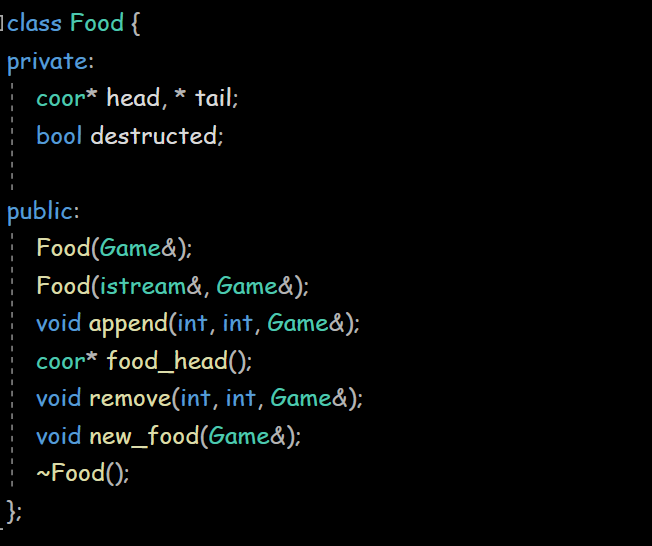 class Food {
private:
coor* head, * tail;
bool destructed;
public:
Food(Game&);
Food(istream&, Game&);
void append(int, int, Game&);
coor* food_head();
void remove(int, int, Game&);
void new_food(Game&);
~Food();
};